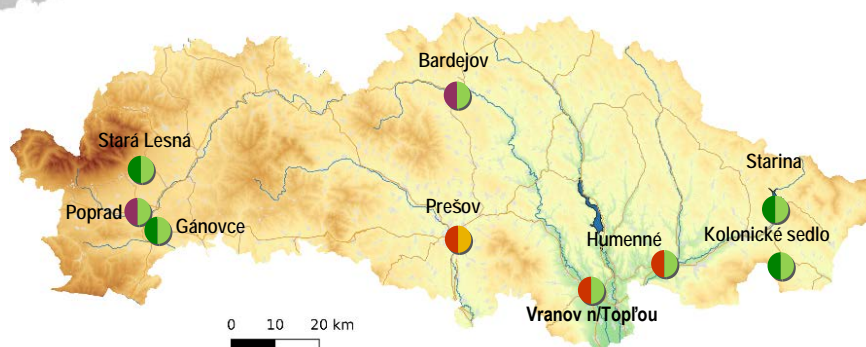 Bardejov
Stará Lesná
Starina
Poprad
Prešov
Gánovce
Humenné
Kolonické sedlo
Vranov n/Topľou
0 10 20 km